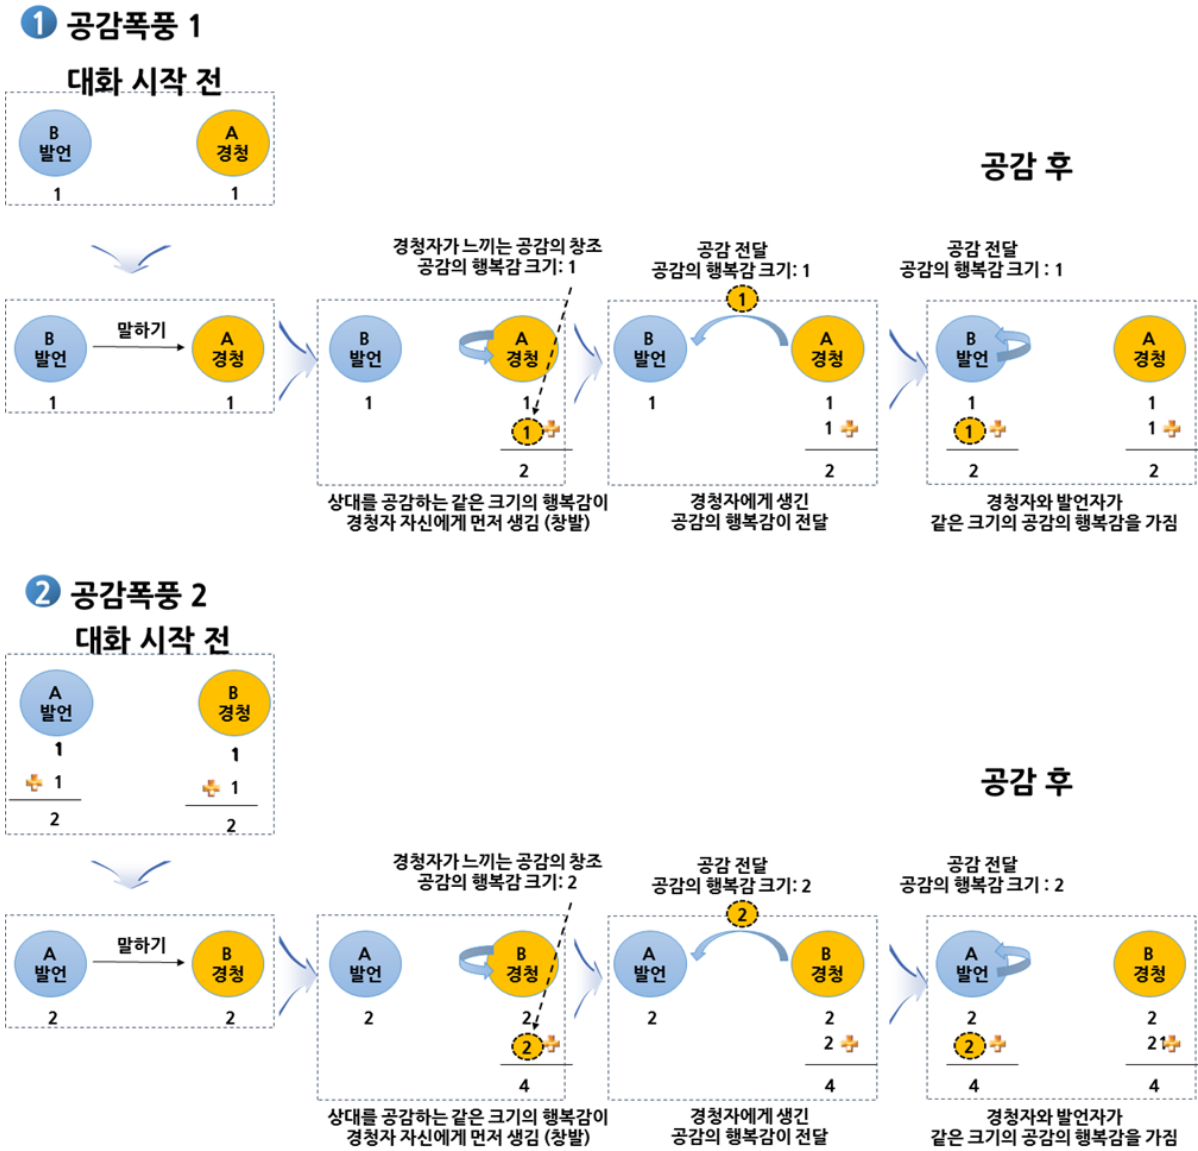 1 공감폭풍 1
대화 시작 전
B
발언
1
A
경청
1
공감 후
B
발언
1
말하기
A
경청
1
경청자가 느끼는 공감의 창조
공감의 행복감 크기: 1
B
발언
1
A
경청
1
1
2
상대를 공감하는 같은 크기의 행복감이
경청자 자신에게 먼저 생김 (창발)
공감 전달
공감의 행복감 크기: 1
1
B
발언
1
A
경청
1
1
2
경청자에게 생긴
공감의 행복감이 전달
공감 전달
공감의 행복감 크기 : 1
B
발언
1
1
2
A
경청
1
1
2
경청자와 발언자가
같은 크기의 공감의 행복감을 가짐
2 공감폭풍 2
대화 시작 전
A
발언
1
1
2
B
경청
1
1
2
공감 후
A
발언
2
말하기
B
경청
2
경청자가 느끼는 공감의 창조
공감의 행복감 크기: 2
A
발언
2
B
경청
2
2
4
상대를 공감하는 같은 크기의 행복감이
경청자 자신에게 먼저 생김 (창발)
공감 전달
공감의 행복감 크기: 2
2
A
발언
2
B
경청
2
2
4
경청자에게 생긴
공감의 행복감이 전달
공감 전달
공감의 행복감 크기 : 2
A
발언
2
2
4
B
경청
2
21
4
경청자와 발언자가
같은 크기의 공감의 행복감을 가짐